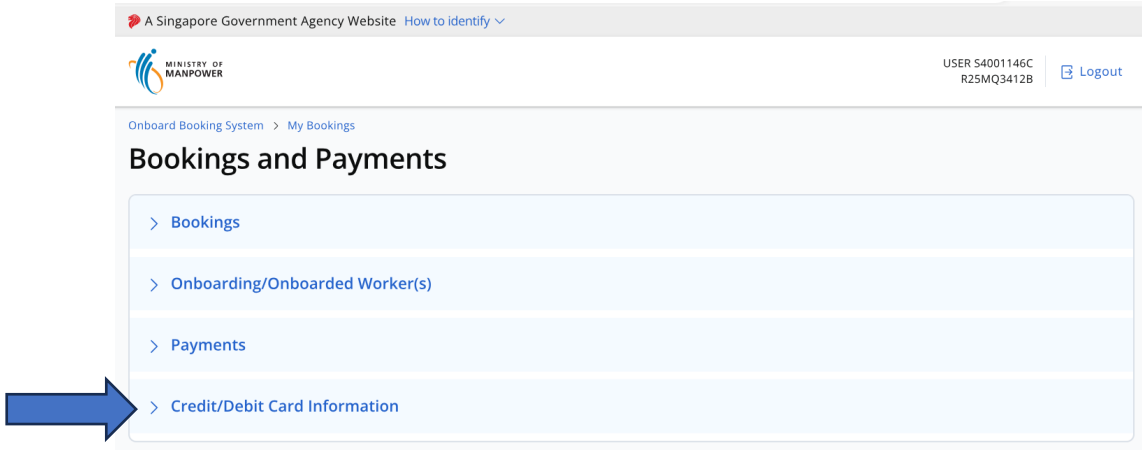 A Singapore Government Agency Website How to identify
MINISTRY OF
MANPOWER
USER S4001146C
R25MQ3412B
Logout
Onboard Booking System > My Bookings
Bookings and Payments
Bookings
Onboarding/Onboarded Worker(s)
Payments
Credit/Debit Card Information